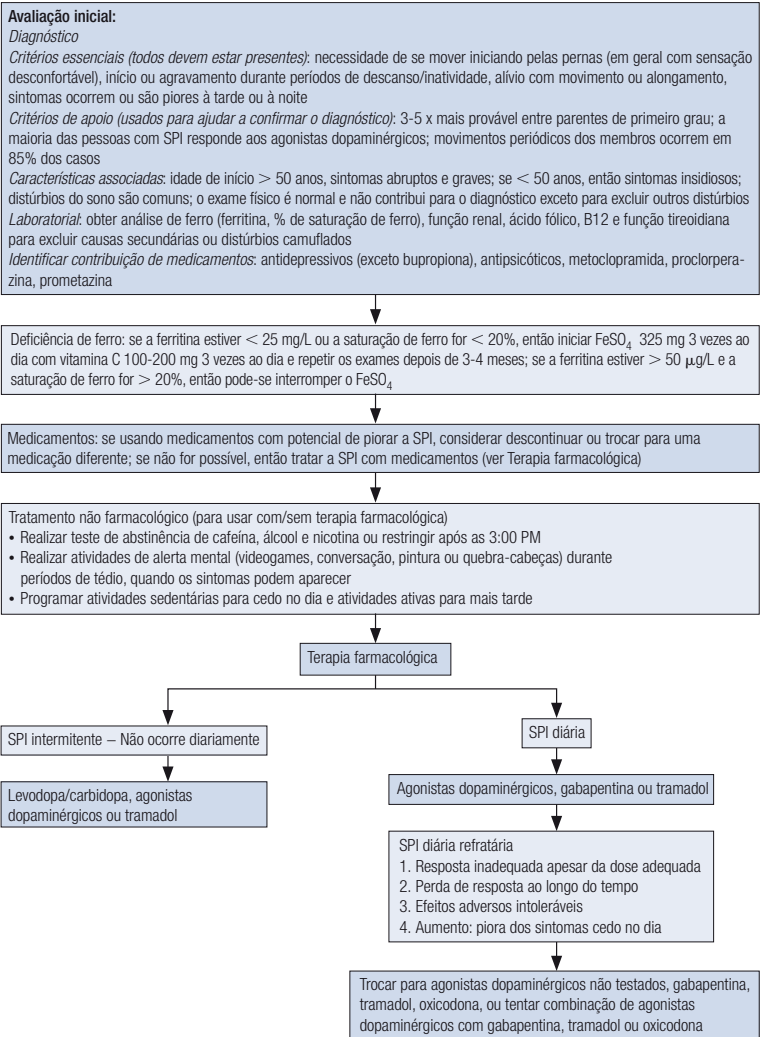 Avaliação inicial:
Diagnóstico
Critérios essenciais (todos devem estar presentes): necessidade de se mover iniciando pelas pernas (em geral com sensação
desconfortável), início ou agravamento durante períodos de descanso/inatividade, alívio com movimento ou alongamento,
sintomas ocorrem ou são piores à tarde ou à noite
Critérios de apoio (usados para ajudar a confirmar o diagnóstico): 3-5 x mais provável entre parentes de primeiro grau; a
maioria das pessoas com SPI responde aos agonistas dopaminérgicos; movimentos periódicos dos membros ocorrem em
85% dos casos
Características associadas: idade de início > 50 anos, sintomas abruptos e graves; se < 50 anos, então sintomas insidiosos;
distúrbios do sono são comuns; o exame físico é normal e não contribui para o diagnóstico exceto para excluir outros distúrbios
Laboratorial: obter análise de ferro (ferritina, % de saturação de ferro), função renal, ácido fólico, B12 e função tireoidiana
para excluir causas secundárias ou distúrbios camuflados
Identificar contribuição de medicamentos: antidepressivos (exceto bupropiona), antipsicóticos, metoclopramida, proclorpera-
zina, prometazina
Deficiência de ferro: se a ferritina estiver < 25 mg/L ou a saturação de ferro for < 20%, então iniciar FeSO₄ 325 mg 3 vezes ao
dia com vitamina C 100-200 mg 3 vezes ao dia e repetir os exames depois de 3-4 meses; se a ferritina estiver > 50 μg/L e a
saturação de ferro for > 20%, então pode-se interromper o FeSO₄
Medicamentos: se usando medicamentos com potencial de piorar a SPI, considerar descontinuar ou trocar para uma
medicação diferente; se não for possível, então tratar a SPI com medicamentos (ver Terapia farmacológica)
Tratamento não farmacológico (para usar com/sem terapia farmacológica)
• Realizar teste de abstinência de cafeína, álcool e nicotina ou restringir após as 3:00 PM
• Realizar atividades de alerta mental (videogames, conversação, pintura ou quebra-cabeças) durante
períodos de tédio, quando os sintomas podem aparecer
• Programar atividades sedentárias para cedo no dia e atividades ativas para mais tarde
Terapia farmacológica
SPI intermitente – Não ocorre diariamente
Levodopa/carbidopa, agonistas
dopaminérgicos ou tramadol
SPI diária
Agonistas dopaminérgicos, gabapentina ou tramadol
SPI diária refratária
1. Resposta inadequada apesar da dose adequada
2. Perda de resposta ao longo do tempo
3. Efeitos adversos intoleráveis
4. Aumento: piora dos sintomas cedo no dia
Trocar para agonistas dopaminérgicos não testados, gabapentina,
tramadol, oxicodona, ou tentar combinação de agonistas
dopaminérgicos com gabapentina, tramadol ou oxicodona